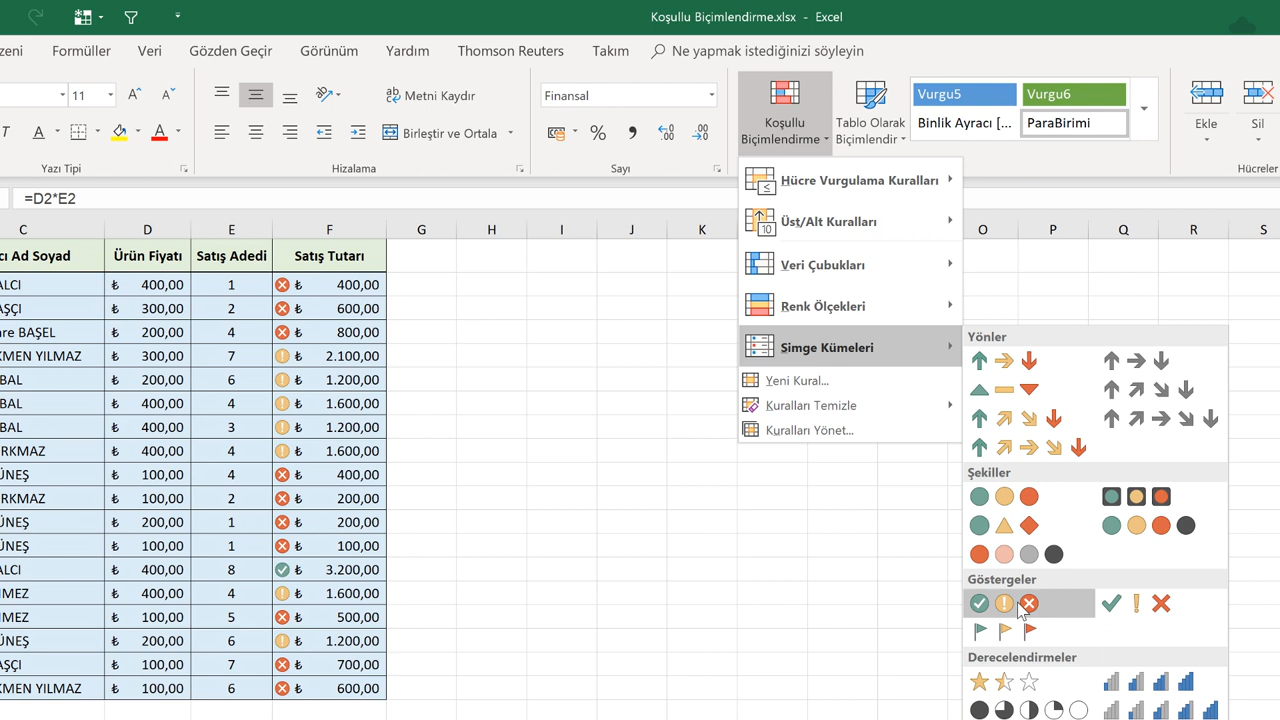 Koşullu Biçimlendirme.xlsx - Excel
zeni Formüller Veri Gözden Geçir Görünüm Yardım Thomson Reuters Takım Ne yapmak istediğinizi söyleyin
11 Metni Kaydır Finansal Vurgu5 Vurgu6
T A A Birleştir ve Ortala % Koşullu Biçimlendirme Tablo Olarak Biçimlendir Binlik Ayracı [... ParaBirimi Ekle Sil
Yazı Tipi Hizalama Sayı Hücreler
=D2*E2
C D E F G H I J K O P Q R S
cı Ad Soyad Ürün Fiyatı Satış Adedi Satış Tutarı
ALCI ₺ 400,00 1 ₺ 400,00
AŞÇI ₺ 300,00 2 ₺ 600,00
are BAŞEL ₺ 200,00 4 ₺ 800,00
KMEN YILMAZ ₺ 300,00 7 ₺ 2.100,00
BAL ₺ 200,00 6 ₺ 1.200,00
BAL ₺ 400,00 4 ₺ 1.600,00
BAL ₺ 400,00 3 ₺ 1.200,00
RKMAZ ₺ 400,00 4 ₺ 1.600,00
ÜNEŞ ₺ 100,00 4 ₺ 400,00
RKMAZ ₺ 100,00 2 ₺ 200,00
ÜNEŞ ₺ 200,00 1 ₺ 200,00
ÜNEŞ ₺ 100,00 1 ₺ 100,00
ALCI ₺ 400,00 8 ₺ 3.200,00
MEZ ₺ 400,00 4 ₺ 1.600,00
MEZ ₺ 100,00 5 ₺ 500,00
ÜNEŞ ₺ 200,00 6 ₺ 1.200,00
AŞÇI ₺ 100,00 7 ₺ 700,00
KMEN YILMAZ ₺ 100,00 6 ₺ 600,00
Hücre Vurgulama Kuralları
Üst/Alt Kuralları
10
Veri Çubukları
Renk Ölçekleri
Simge Kümeleri
Yeni Kural...
Kuralları Temizle
Kuralları Yönet...
Yönler
Şekiller
Göstergeler
Derecelendirmeler